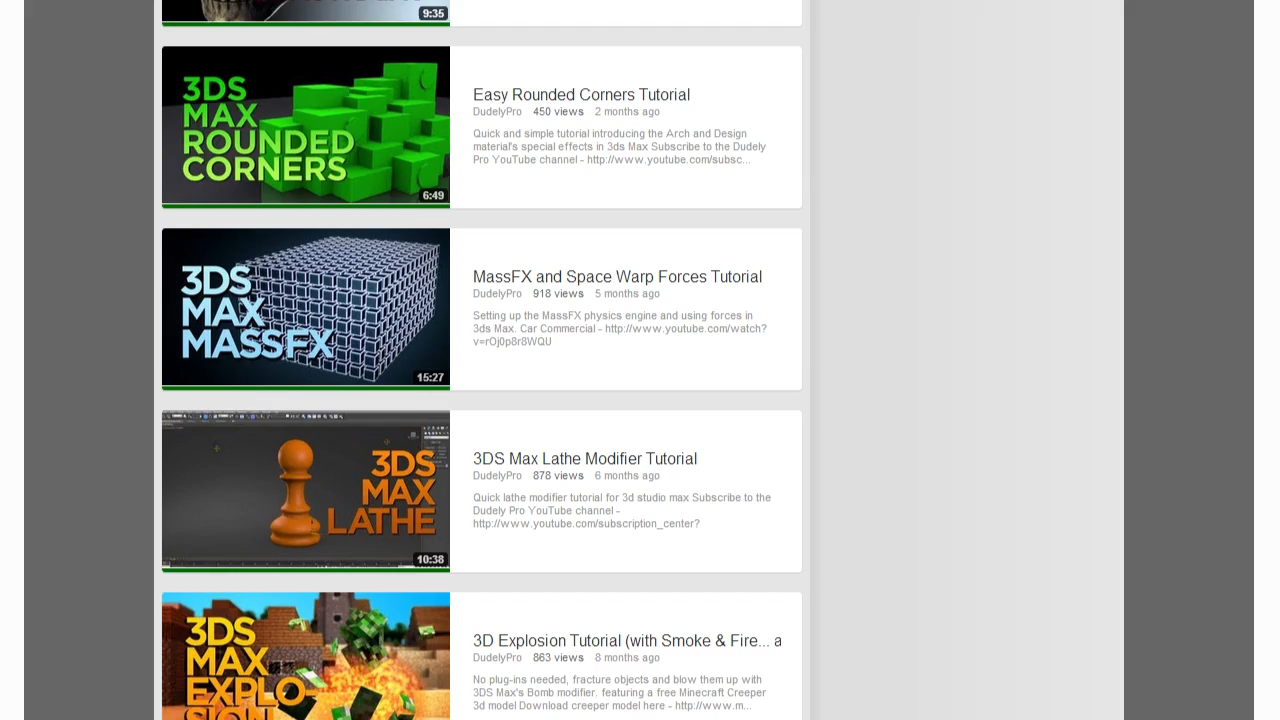 9:35
3DS
MAX
ROUNDED
CORNERS
6:49
Easy Rounded Corners Tutorial
DudelyPro 450 views 2 months ago
Quick and simple tutorial introducing the Arch and Design
material's special effects in 3ds Max Subscribe to the Dudely
Pro YouTube channel - http://www.youtube.com/subsc...
3DS
MAX
MASSFX
15:27
MassFX and Space Warp Forces Tutorial
DudelyPro 918 views 5 months ago
Setting up the MassFX physics engine and using forces in
3ds Max. Car Commercial - http://www.youtube.com/watch?
v=rOj0p8r8WQU
3DS
MAX
LATHE
10:38
3DS Max Lathe Modifier Tutorial
DudelyPro 878 views 6 months ago
Quick lathe modifier tutorial for 3d studio max Subscribe to the
Dudely Pro YouTube channel -
http://www.youtube.com/subscription_center?
3DS
MAX
EXPLO-
SION
3D Explosion Tutorial (with Smoke & Fire... a
DudelyPro 863 views 8 months ago
No plug-ins needed, fracture objects and blow them up with
3DS Max's Bomb modifier. featuring a free Minecraft Creeper
3d model Download creeper model here - http://www.m...